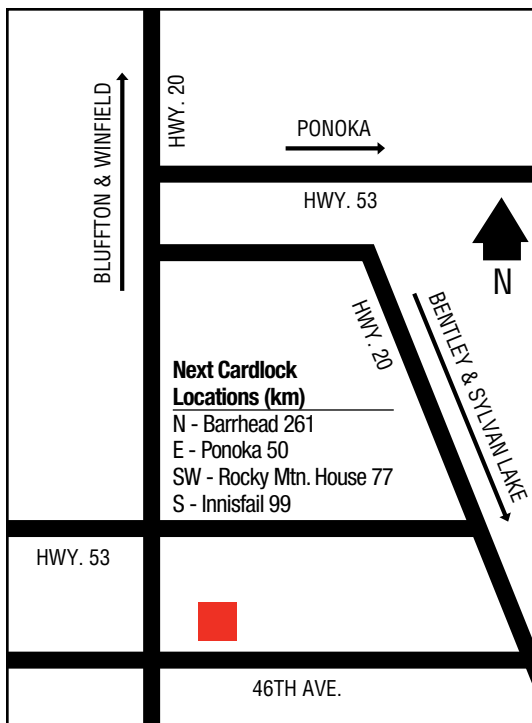 HWY. 20
BLUFFTON & WINFIELD
PONOKA
HWY. 53
N
HWY. 20
BENTLEY & SYLVAN LAKE
Next Cardlock
Locations (km)
N - Barrhead 261
E - Ponoka 50
SW - Rocky Mtn. House 77
S - Innisfail 99
HWY. 53
46TH AVE.